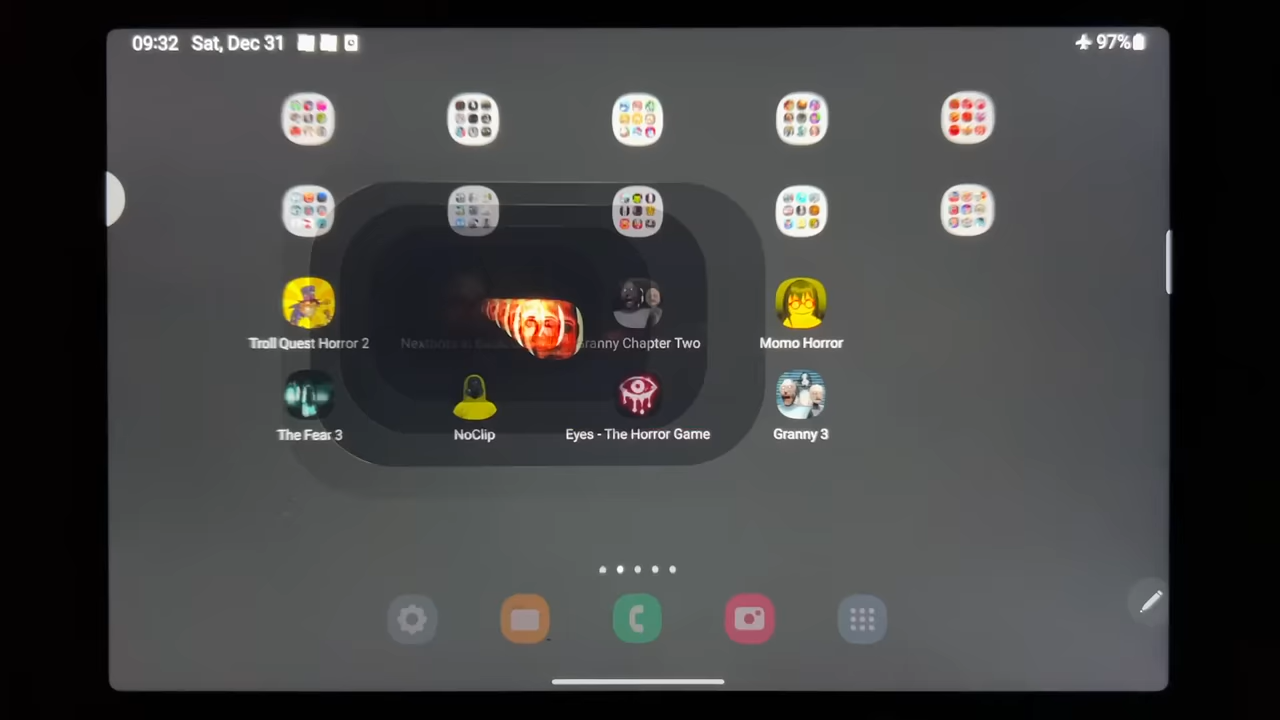 09:32 Sat, Dec 31
97%
Troll Quest Horror 2
Granny Chapter Two
Momo Horror
The Fear 3
NoClip
Eyes - The Horror Game
Granny 3